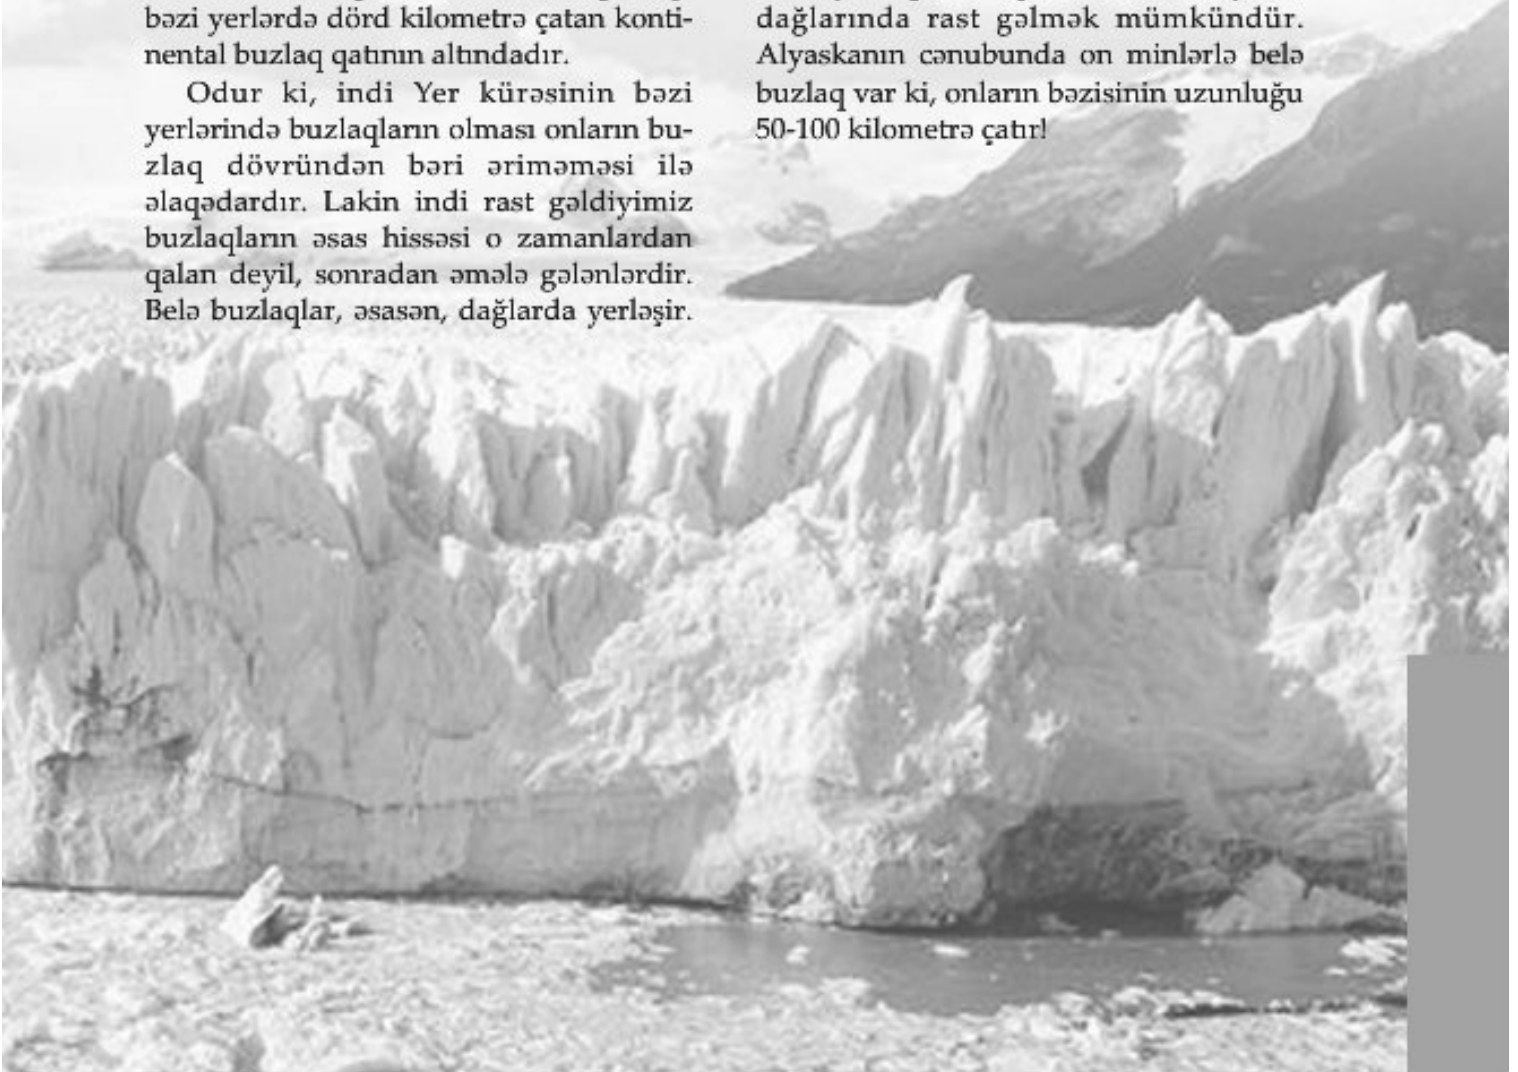 bəzi yerlərdə dörd kilometrə çatan konti-
nental buzlaq qatının altındadır.
Odur ki, indi Yer kürəsinin bəzi
yerlərində buzlaqların olması onların bu-
zlaq dövründən bəri əriməməsi ilə
əlaqədardır. Lakin indi rast gəldiyimiz
buzlaqların əsas hissəsi o zamanlardan
qalan deyil, sonradan əmələ gələnlərdir.
Belə buzlaqlar, əsasən, dağlarda yerləşir.
dağlarında rast gəlmək mümkündür.
Alyaskanın cənubunda on minlərlə belə
buzlaq var ki, onların bəzisinin uzunluğu
50-100 kilometrə çatır!